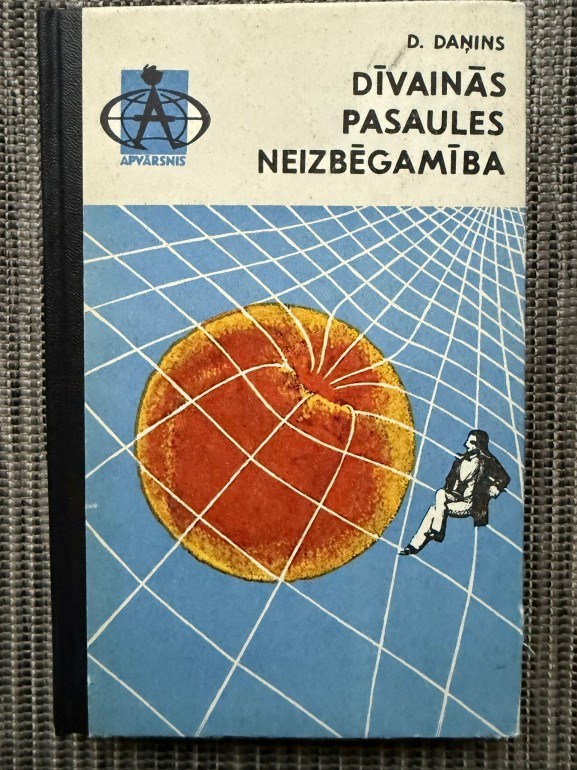 D. DAŅINS
DĪVAINĀS
PASAULES
NEIZBĒGAMĪBA
A
APVĀRSNIS